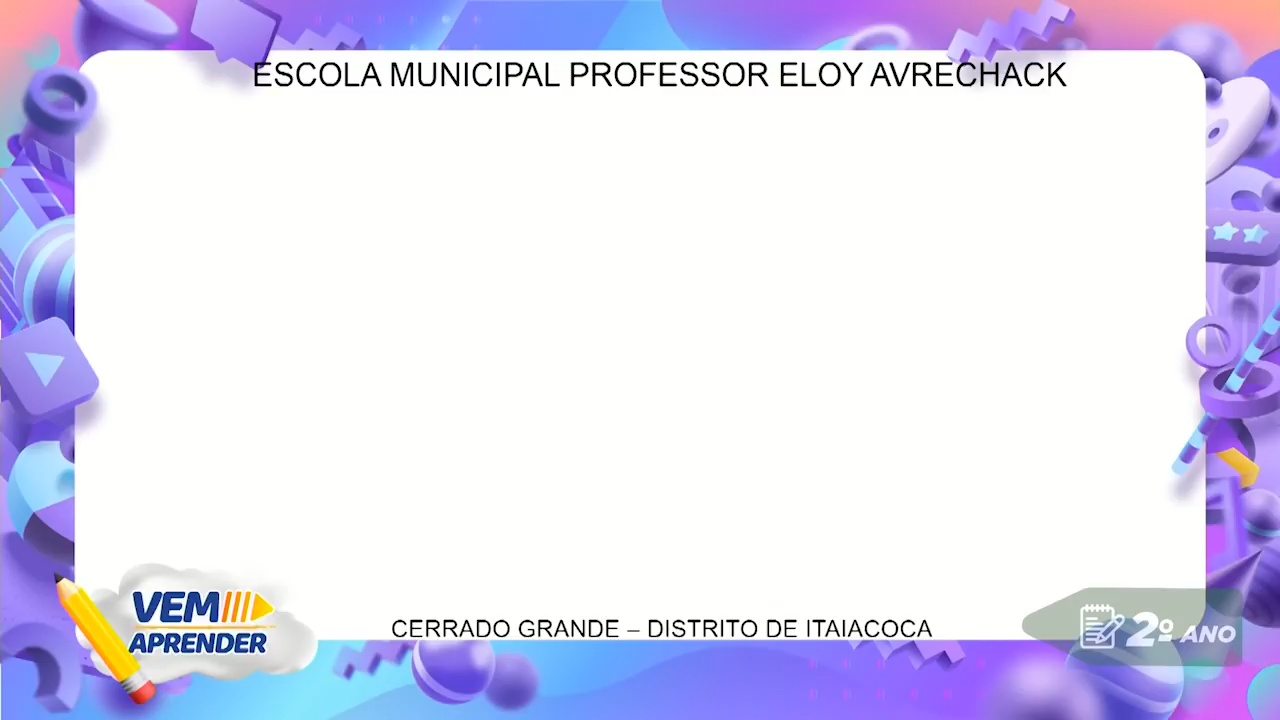 ESCOLA MUNICIPAL PROFESSOR ELOY AVRECHACK
VEM
APRENDER
CERRADO GRANDE – DISTRITO DE ITAIACOCA
2º ANO